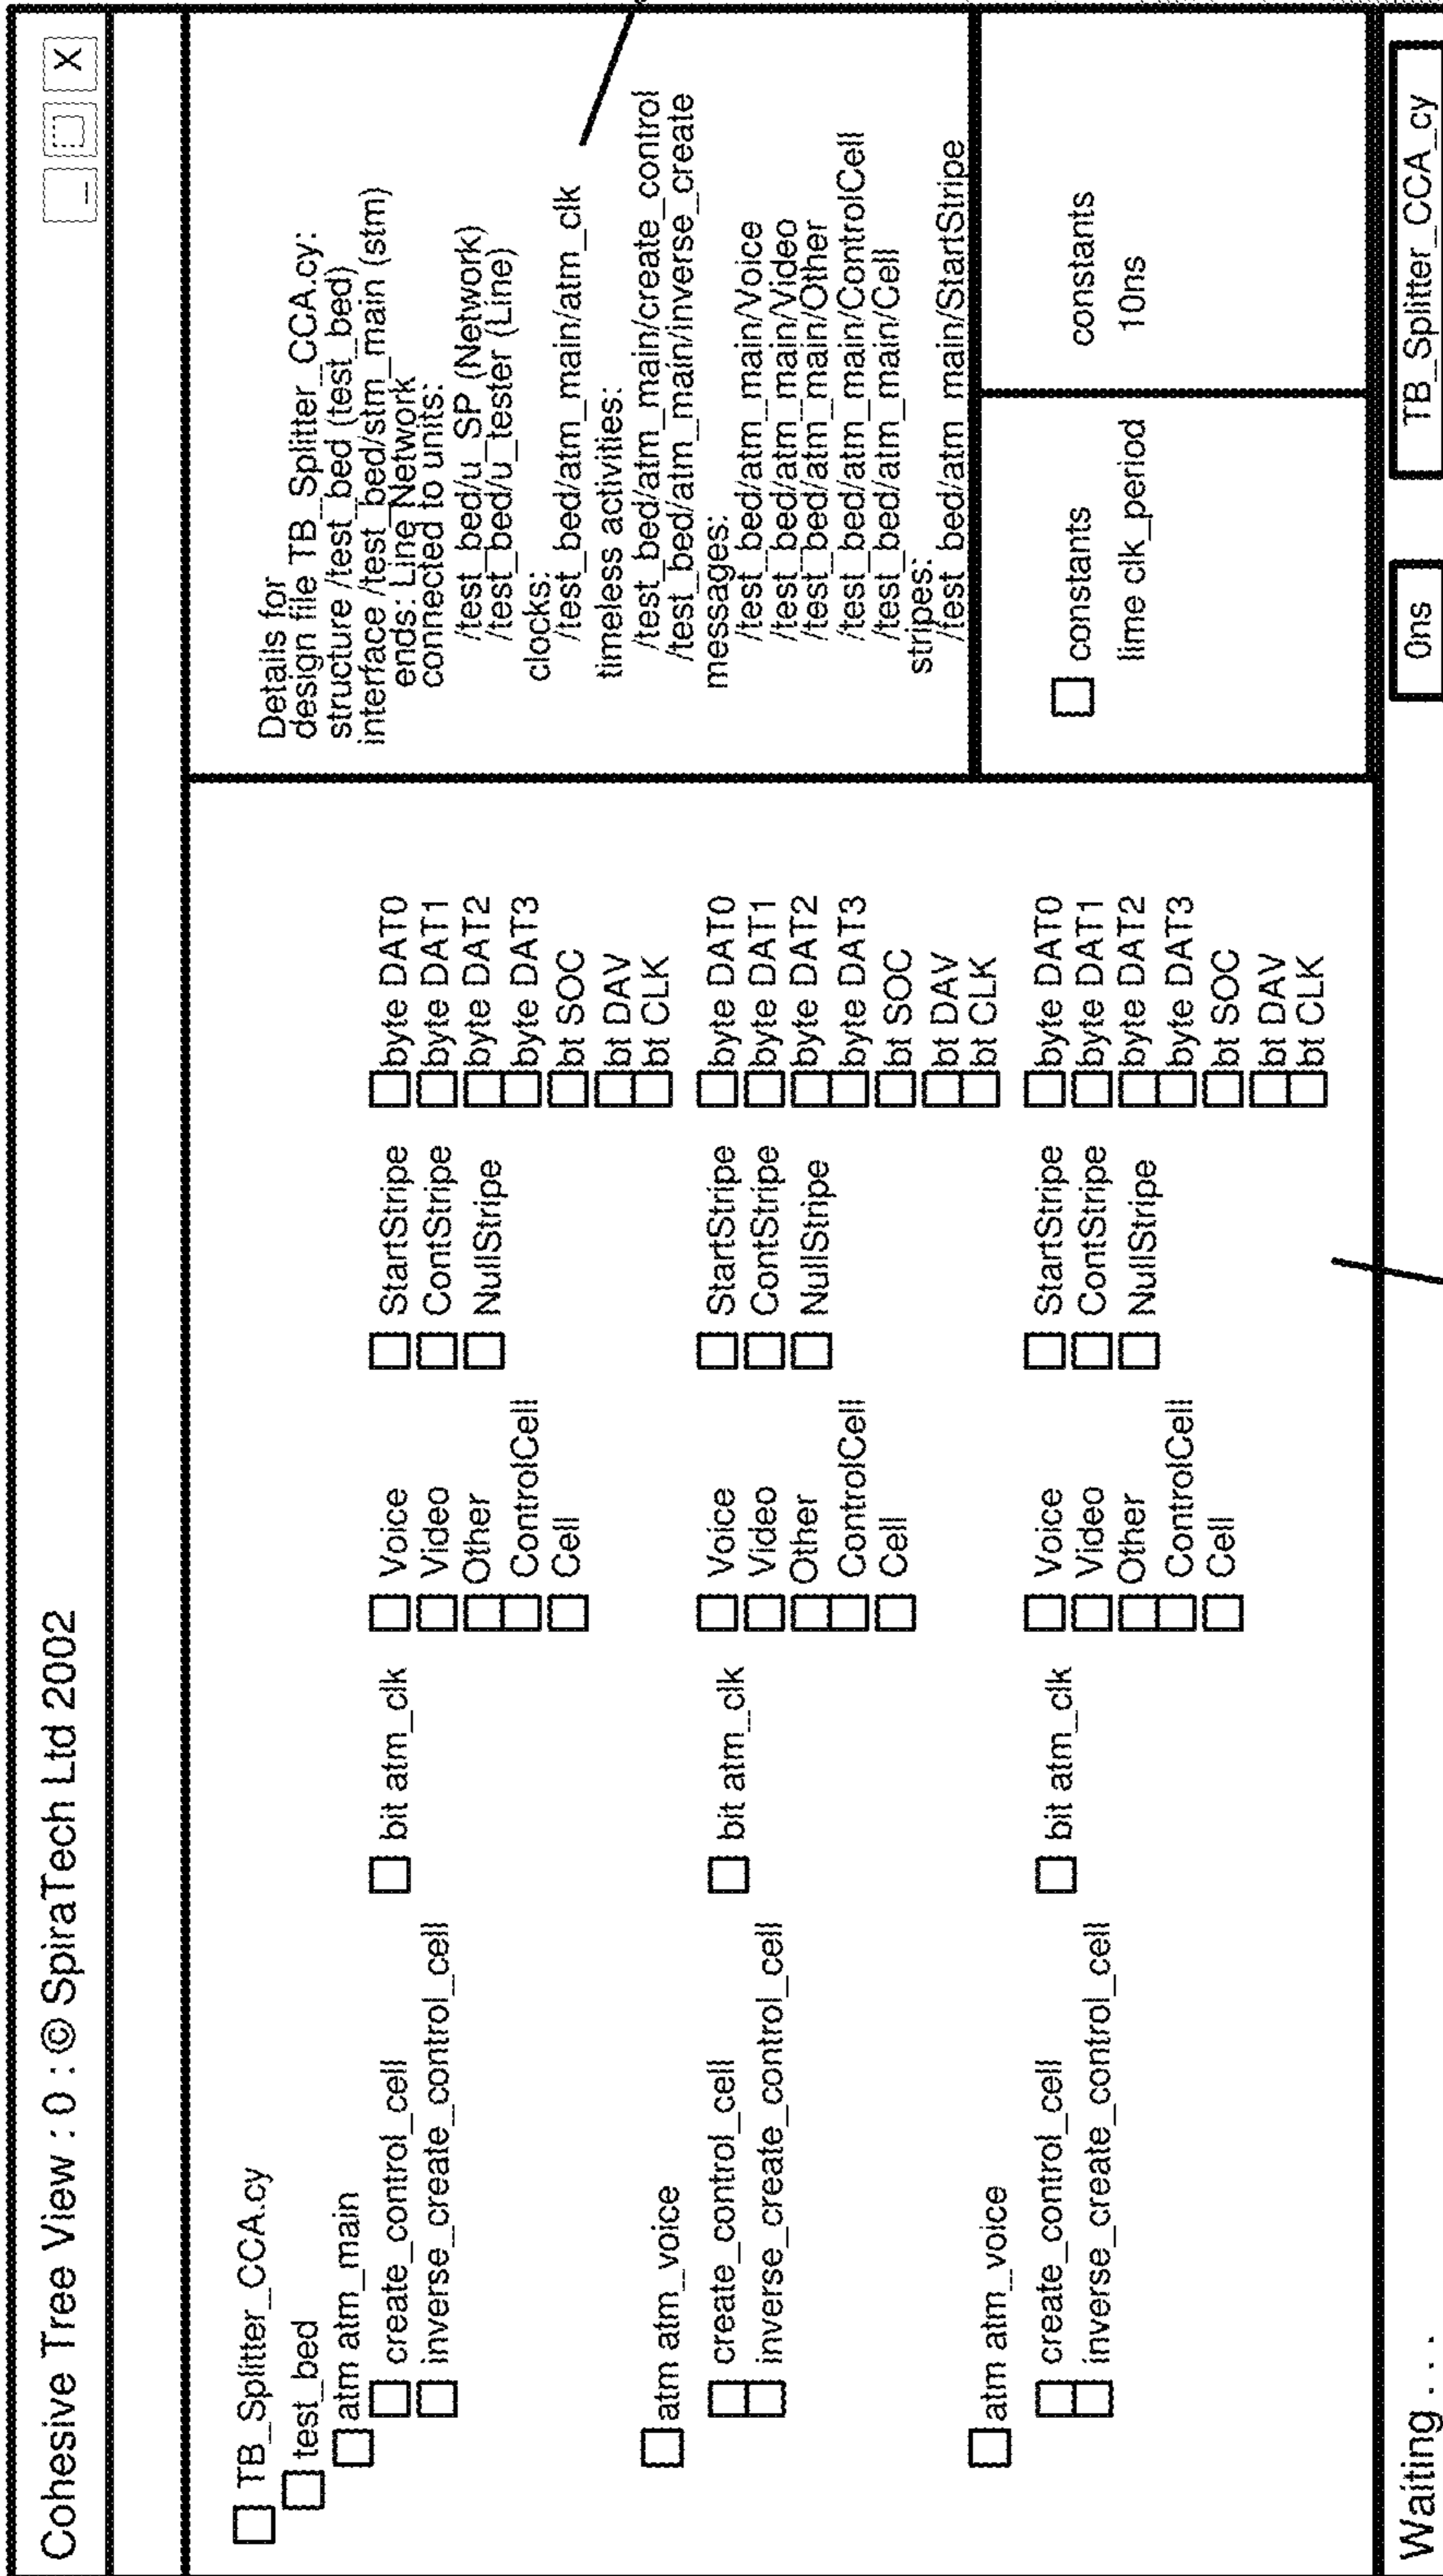 Cohesive Tree View : 0 : © SpiraTech Ltd 2002
_ X
TB_Splitter_CCA.cy
test_bed
atm atm_main
create_control_cell
inverse_create_control_cell
bit atm_clk
Voice
Video
Other
ControlCell
Cell
StartStripe
ContStripe
NullStripe
byte DAT0
byte DAT1
byte DAT2
byte DAT3
bt SOC
bt DAV
bt CLK
atm atm_voice
create_control_cell
inverse_create_control_cell
bit atm_clk
Voice
Video
Other
ControlCell
Cell
StartStripe
ContStripe
NullStripe
byte DAT0
byte DAT1
byte DAT2
byte DAT3
bt SOC
bt DAV
bt CLK
atm atm_voice
create_control_cell
inverse_create_control_cell
bit atm_clk
Voice
Video
Other
ControlCell
Cell
StartStripe
ContStripe
NullStripe
byte DAT0
byte DAT1
byte DAT2
byte DAT3
bt SOC
bt DAV
bt CLK
Details for
design file TB_Splitter_CCA.cy:
structure /test_bed (test_bed)
interface /test_bed/stm_main (stm)
ends: Line Network
connected to units:
/test_bed/u_SP (Network)
/test_bed/u_tester (Line)
clocks:
/test_bed/atm_main/atm_clk
timeless activities:
/test_bed/atm_main/create_control
/test_bed/atm_main/inverse_create
messages:
/test_bed/atm_main/Voice
/test_bed/atm_main/Video
/test_bed/atm_main/Other
/test_bed/atm_main/ControlCell
/test_bed/atm_main/Cell
stripes:
/test_bed/atm_main/StartStripe
constants constants
lime clk_period 10ns
Waiting . . . 0ns TB_Splitter_CCA_cy